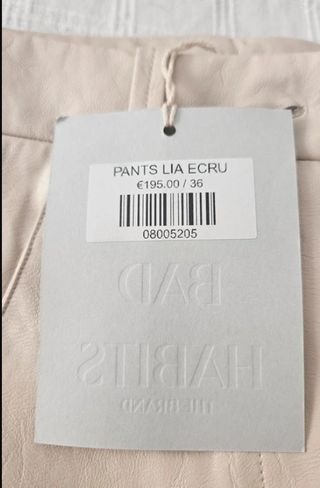 PANTS LIA ECRU
€195.00 / 36
08005205
BAD
HABITS
THE BRAND